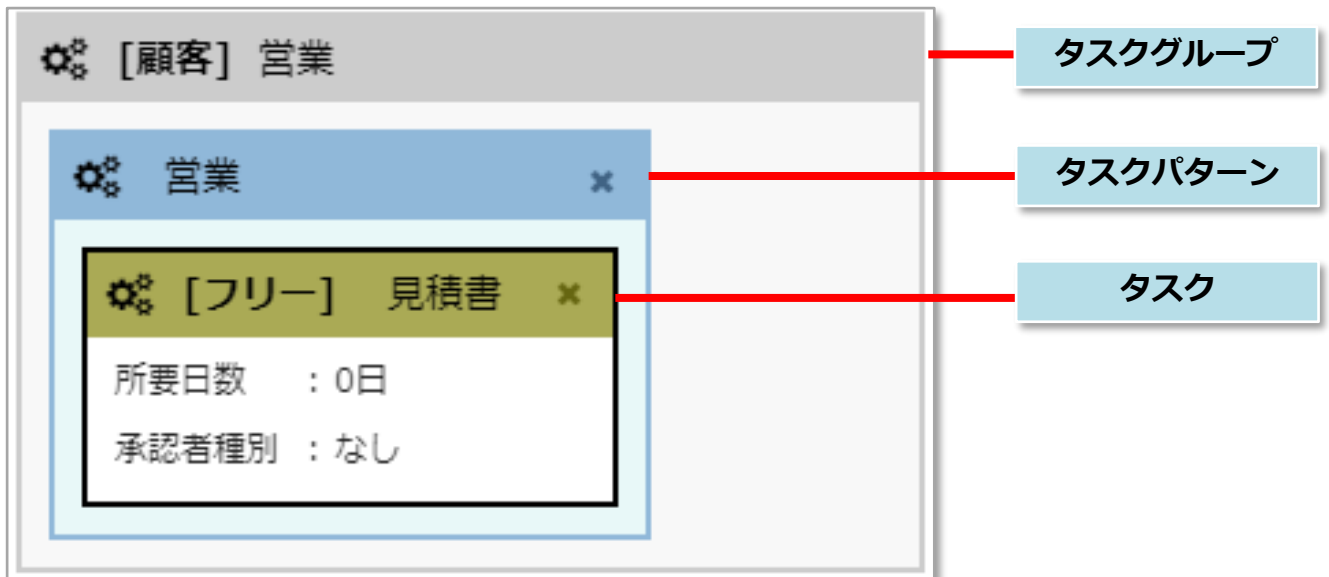 [顧客] 営業
タスクグループ
営業
タスクパターン
[フリー] 見積書
タスク
所要日数 : 0日
承認者種別 : なし